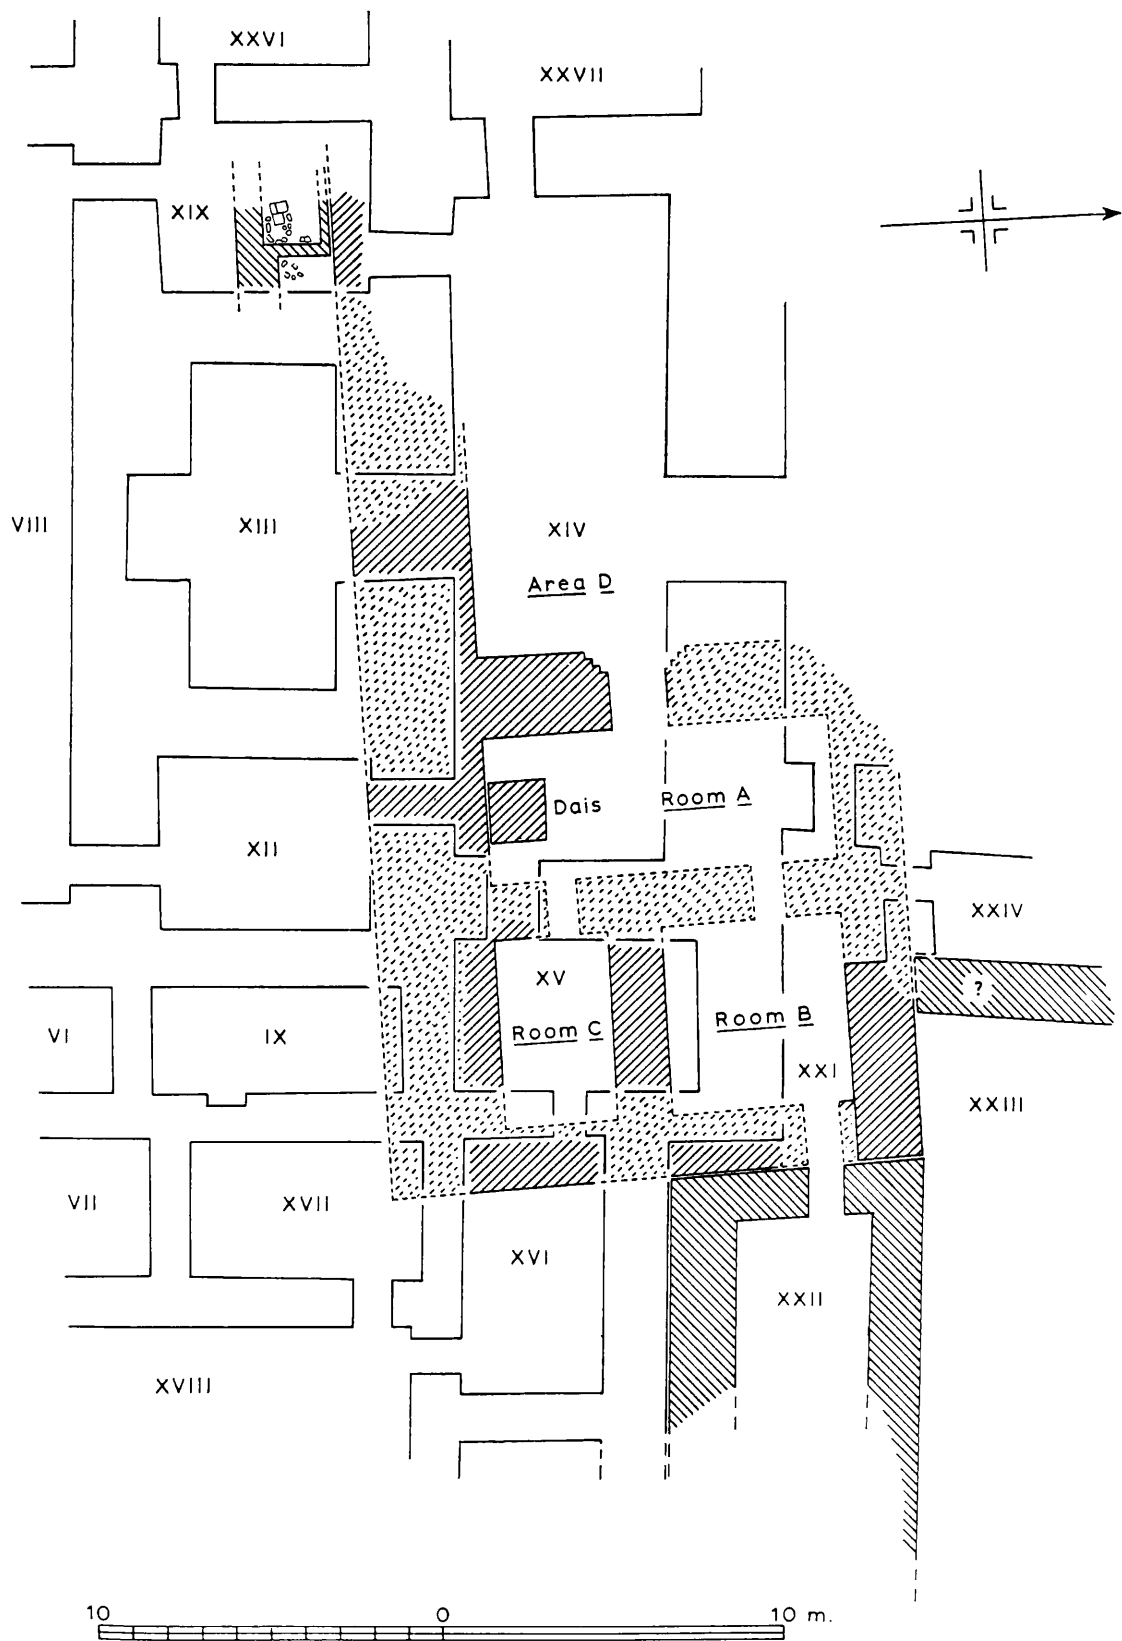 XXVI
XXVII
XIX
VIII
XIII
XIV
Area D
Dais
Room A
XII
XXIV
XV
?
VI
IX
Room C
Room B
XXI
XXIII
VII
XVII
XVI
XXII
XVIII
10 0 10 m.